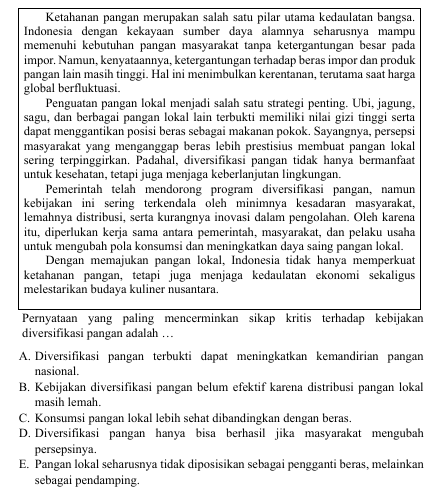 Ketahanan pangan merupakan salah satu pilar utama kedaulatan bangsa.
Indonesia dengan kekayaan sumber daya alamnya seharusnya mampu
memenuhi kebutuhan pangan masyarakat tanpa ketergantungan besar pada
impor. Namun, kenyataannya, ketergantungan terhadap beras impor dan produk
pangan lain masih tinggi. Hal ini menimbulkan kerentanan, terutama saat harga
global berfluktuasi.
Penguatan pangan lokal menjadi salah satu strategi penting. Ubi, jagung,
sagu, dan berbagai pangan lokal lain terbukti memiliki nilai gizi tinggi serta
dapat menggantikan posisi beras sebagai makanan pokok. Sayangnya, persepsi
masyarakat yang menganggap beras lebih prestisius membuat pangan lokal
sering terpinggirkan. Padahal, diversifikasi pangan tidak hanya bermanfaat
untuk kesehatan, tetapi juga menjaga keberlanjutan lingkungan.
Pemerintah telah mendorong program diversifikasi pangan, namun
kebijakan ini sering terkendala oleh minimnya kesadaran masyarakat,
lemahnya distribusi, serta kurangnya inovasi dalam pengolahan. Oleh karena
itu, diperlukan kerja sama antara pemerintah, masyarakat, dan pelaku usaha
untuk mengubah pola konsumsi dan meningkatkan daya saing pangan lokal.
Dengan memajukan pangan lokal, Indonesia tidak hanya memperkuat
ketahanan pangan, tetapi juga menjaga kedaulatan ekonomi sekaligus
melestarikan budaya kuliner nusantara.
Pernyataan yang paling mencerminkan sikap kritis terhadap kebijakan
diversifikasi pangan adalah …
A. Diversifikasi pangan terbukti dapat meningkatkan kemandirian pangan
nasional.
B. Kebijakan diversifikasi pangan belum efektif karena distribusi pangan lokal
masih lemah.
C. Konsumsi pangan lokal lebih sehat dibandingkan dengan beras.
D. Diversifikasi pangan hanya bisa berhasil jika masyarakat mengubah
persepsinya.
E. Pangan lokal seharusnya tidak diposisikan sebagai pengganti beras, melainkan
sebagai pendamping.